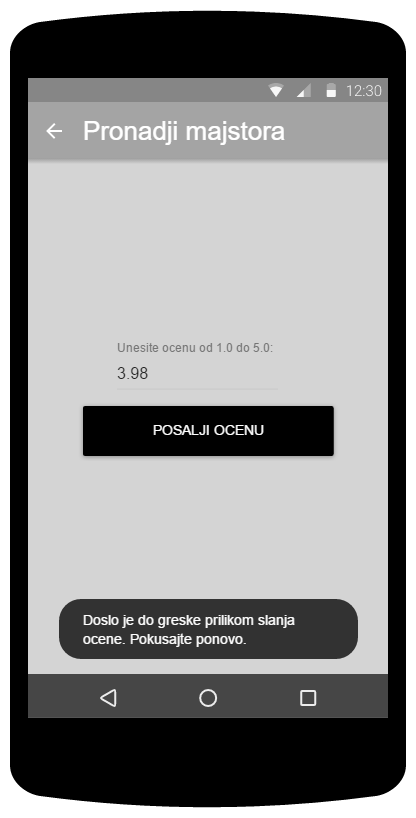 12:30
Pronadji majstora
Unesite ocenu od 1.0 do 5.0:
3.98
POSALJI OCENU
Doslo je do greske prilikom slanja
ocene. Pokusajte ponovo.